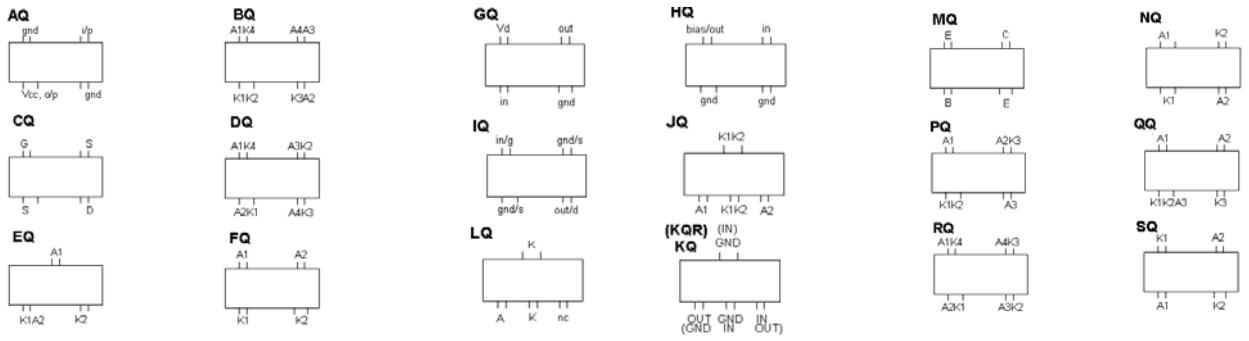 AQ
gnd i/p
Vcc, o/p gnd
BQ
A1K4 A4A3
K1K2 K3A2
GQ
Vd out
in gnd
HQ
bias/out in
gnd gnd
MQ
E C
B E
NQ
A1 K2
K1 A2
CQ
G S
S D
DQ
A1K4 A3K2
A2K1 A4K3
IQ
in/g gnd/s
gnd/s out/d
JQ
K1K2
A1 K1K2 A2
PQ
A1 A2K3
K1K2 A3
QQ
A1 A2
K1K2A3 K3
EQ
A1
K1A2 K2
FQ
A1 A2
K1 K2
LQ
K
A K nc
(KQR) (IN)
KQ GND
OUT GND IN
(GND IN OUT)
RQ
A1K4 A4K3
A2K1 A3K2
SQ
K1 A2
A1 K2